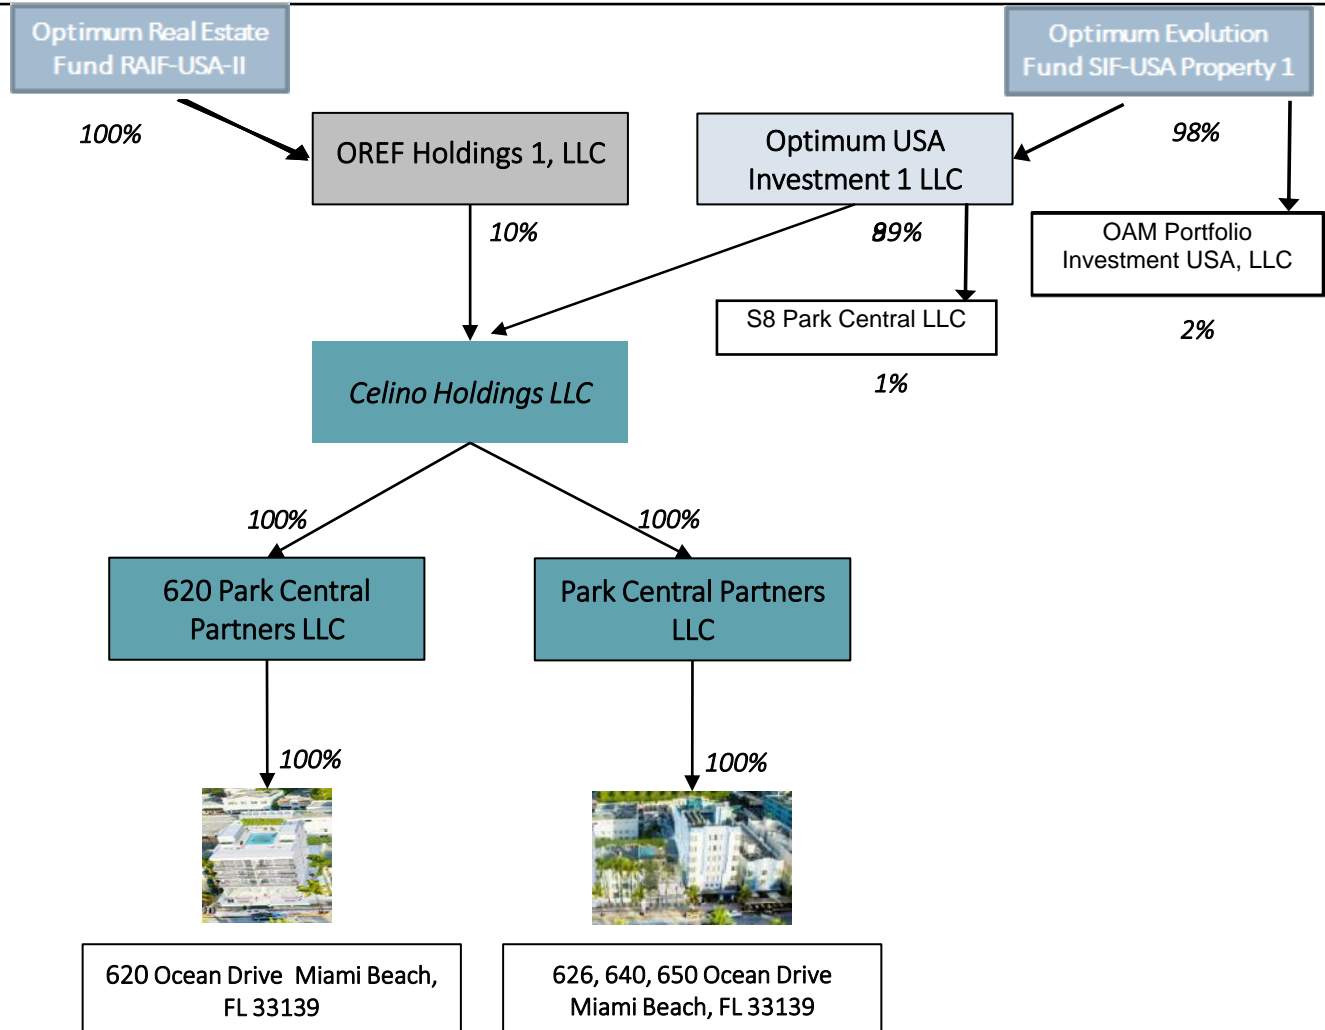 Optimum Real Estate
Fund RAIF-USA-II
Optimum Evolution
Fund SIF-USA Property 1
100%
OREF Holdings 1, LLC
Optimum USA
Investment 1 LLC
98%
10%
89%
OAM Portfolio
Investment USA, LLC
S8 Park Central LLC
2%
1%
Celino Holdings LLC
100%
100%
620 Park Central
Partners LLC
Park Central Partners
LLC
100%
100%
620 Ocean Drive Miami Beach,
FL 33139
626, 640, 650 Ocean Drive
Miami Beach, FL 33139